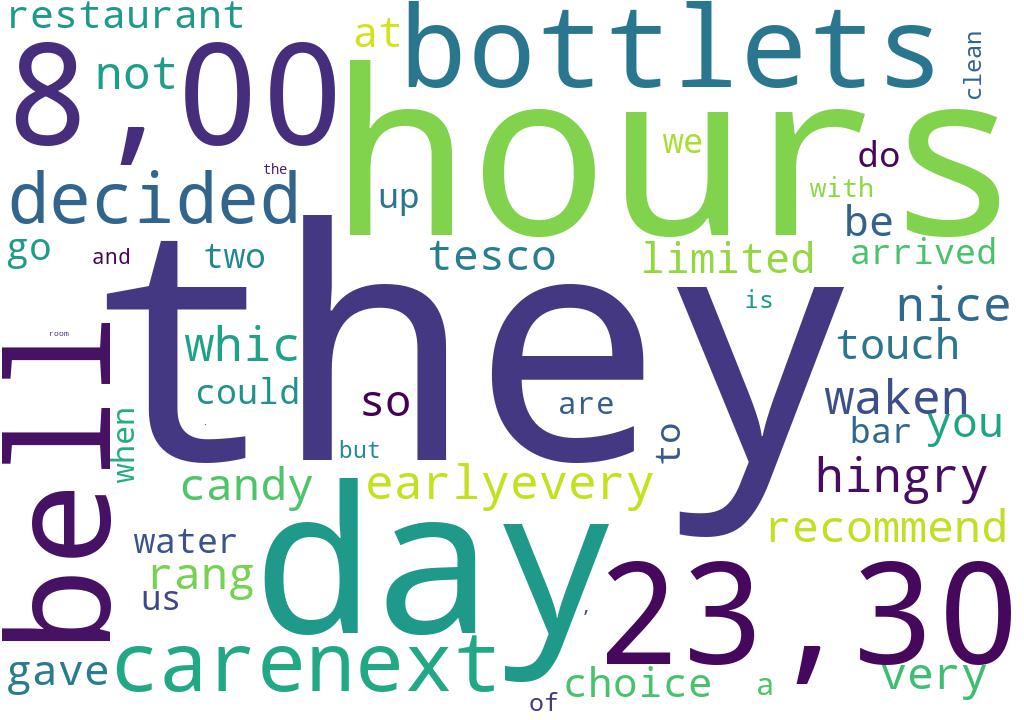 restaurant
at
bottlets
clean
8,00
not
hours
we
do
the
decided
up
with
be
go
and
two
tesco
limited
arrived
they
is
nice
room
whic
touch
could
so
are
waken
bell
when
but
to
bar
you
candy
earlyevery
hingry
water
day
recommend
rang
us
,
23,30
gave
carenext
choice
a
very
of
.